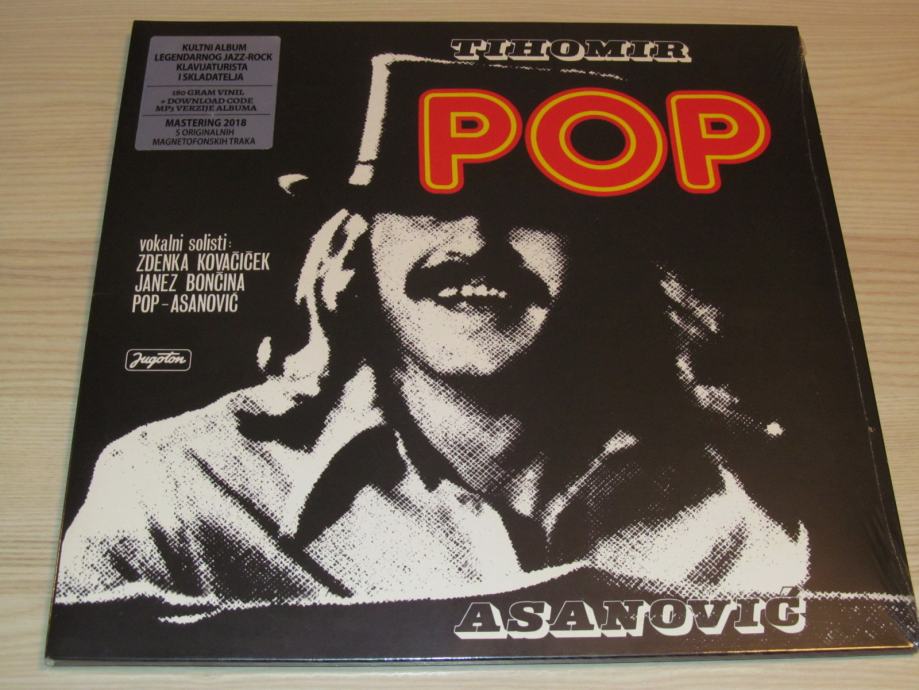 KULTNI ALBUM
LEGENDARNOG JAZZ-ROCK
KLAVIJATURISTA
I SKLADATELJA
180 GRAM VINIL
+ DOWNLOAD CODE
MP3 VERZIJE ALBUMA
MASTERING 2018
S ORIGINALNIH
MAGNETOFONSKIH TRAKA
TIHOMIR
POP
vokalni solisti:
ZDENKA KOVAČIČEK
JANEZ BONČINA
POP-ASANOVIĆ
Jugoton
ASANOVIĆ